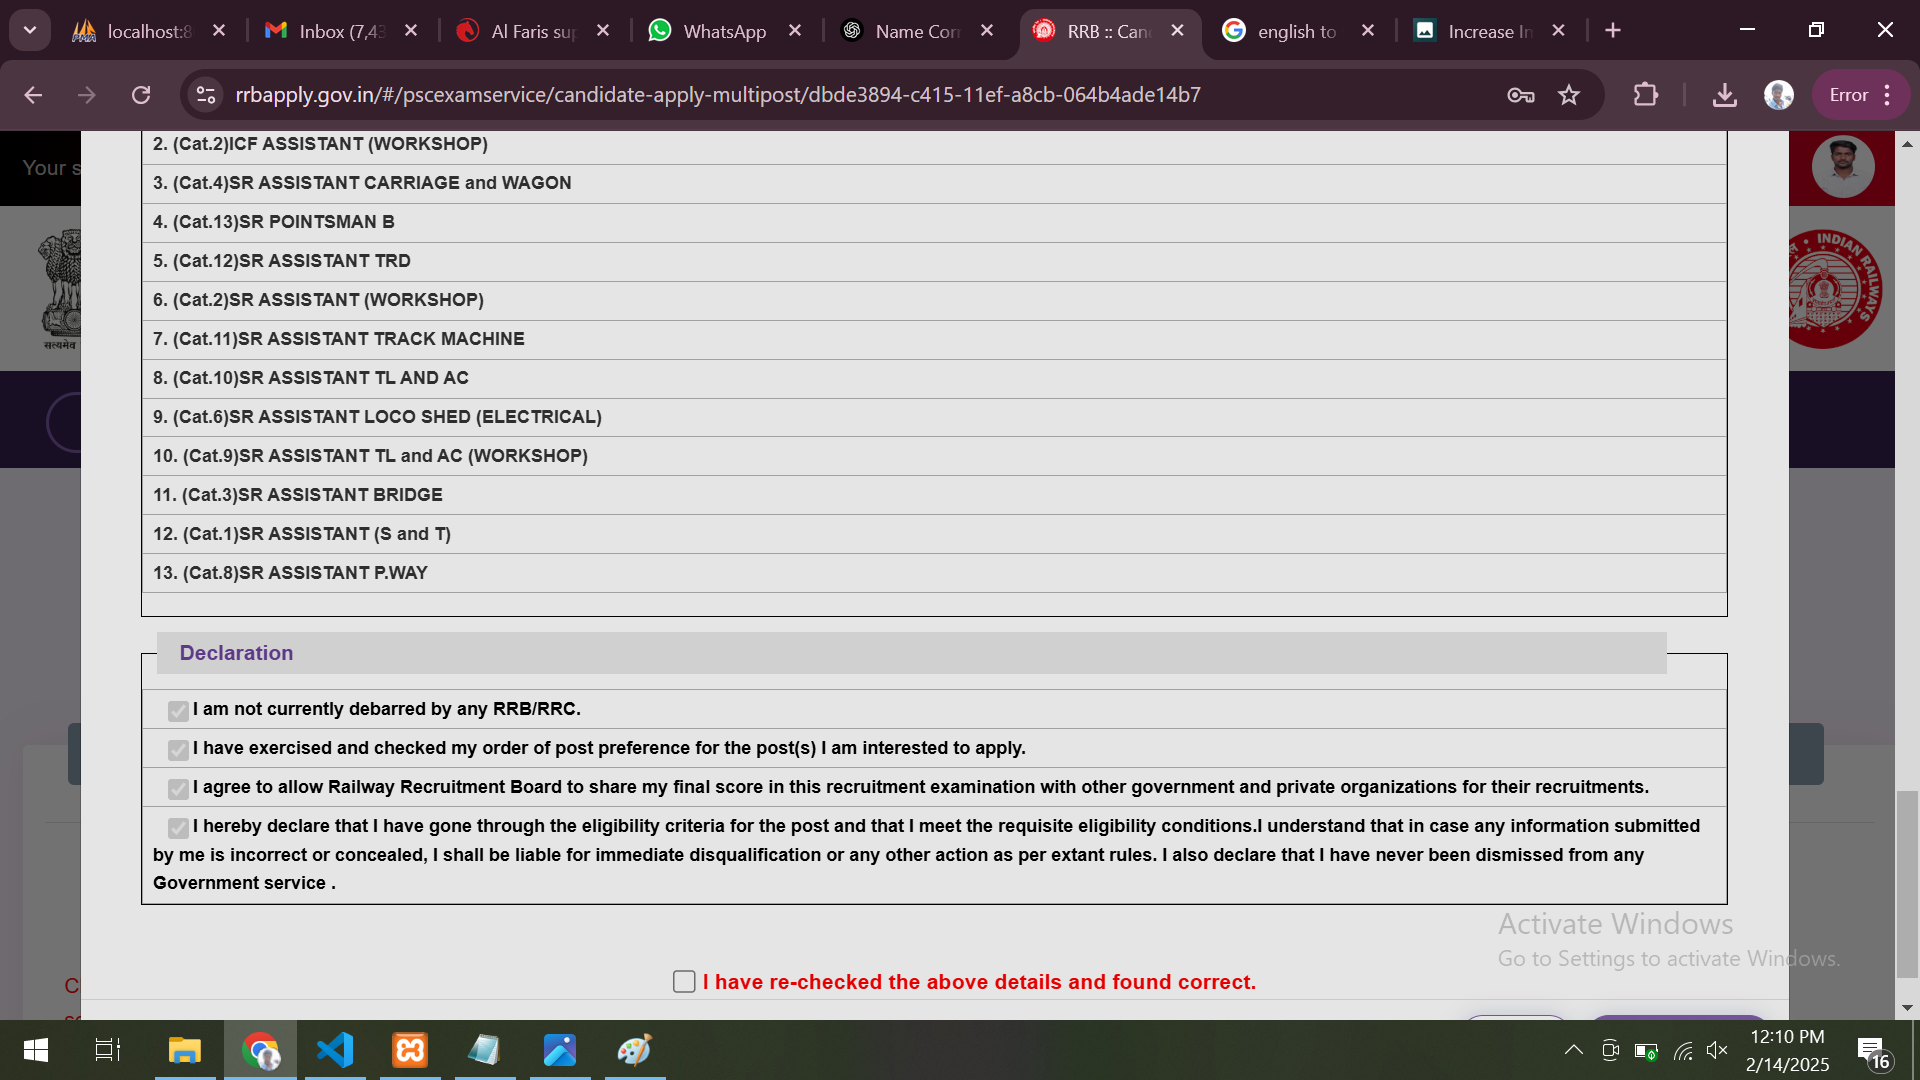 localhost:8
Inbox (7,43
Al Faris sup
WhatsApp
Name Corr
RRB :: Can
english to
Increase In
rrbapply.gov.in/#/pscexamservice/candidate-apply-multipost/dbde3894-c415-11ef-a8cb-064b4ade14b7
Error
Your s
2. (Cat.2)ICF ASSISTANT (WORKSHOP)
3. (Cat.4)SR ASSISTANT CARRIAGE and WAGON
4. (Cat.13)SR POINTSMAN B
5. (Cat.12)SR ASSISTANT TRD
6. (Cat.2)SR ASSISTANT (WORKSHOP)
7. (Cat.11)SR ASSISTANT TRACK MACHINE
8. (Cat.10)SR ASSISTANT TL AND AC
9. (Cat.6)SR ASSISTANT LOCO SHED (ELECTRICAL)
10. (Cat.9)SR ASSISTANT TL and AC (WORKSHOP)
11. (Cat.3)SR ASSISTANT BRIDGE
12. (Cat.1)SR ASSISTANT (S and T)
13. (Cat.8)SR ASSISTANT P.WAY
सत्यमेव
INDIAN RAILWAYS
Declaration
I am not currently debarred by any RRB/RRC.
I have exercised and checked my order of post preference for the post(s) I am interested to apply.
I agree to allow Railway Recruitment Board to share my final score in this recruitment examination with other government and private organizations for their recruitments.
I hereby declare that I have gone through the eligibility criteria for the post and that I meet the requisite eligibility conditions.I understand that in case any information submitted
by me is incorrect or concealed, I shall be liable for immediate disqualification or any other action as per extant rules. I also declare that I have never been dismissed from any
Government service .
Activate Windows
Go to Settings to activate Windows.
C
I have re-checked the above details and found correct.
12:10 PM
2/14/2025
16